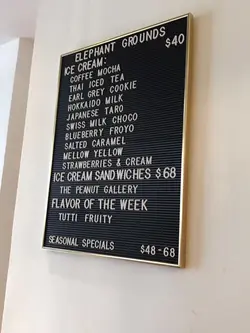 ELEPHANT GROUNDS
ICE CREAM: $40
COFFEE MOCHA
THAI ICED TEA
EARL GREY COOKIE
HOKKAIDO MILK
JAPANESE TARO
SWISS MILK CHOCO
BLUEBERRY FROYO
SALTED CARAMEL
MELLOW YELLOW
STRAWBERRIES & CREAM
ICE CREAM SANDWICHES $68
THE PEANUT GALLERY
FLAVOR OF THE WEEK
TUTTI FRUITY
SEASONAL SPECIALS $48-68